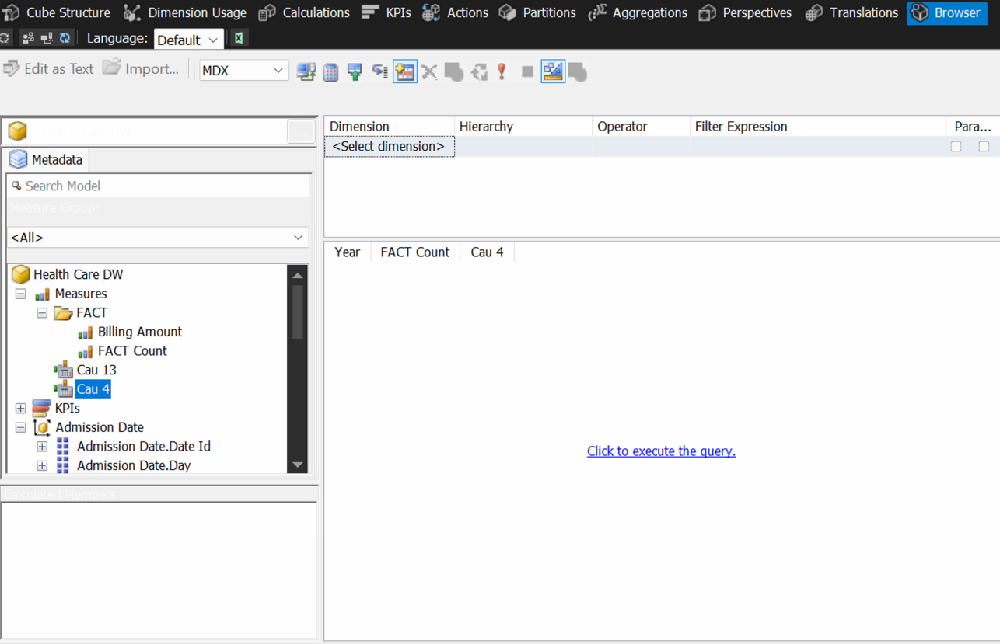 Cube Structure Dimension Usage Calculations KPIs Actions Partitions Aggregations Perspectives Translations Browser
Language: Default
Edit as Text Import... MDX
...
Metadata
Search Model
Measure Group:
<All>
Health Care DW
Measures
FACT
Billing Amount
FACT Count
Cau 13
Cau 4
KPIs
Admission Date
Admission Date.Date Id
Admission Date.Day
Calculated Members
Dimension Hierarchy Operator Filter Expression Para...
<Select dimension>
Year FACT Count Cau 4
Click to execute the query.